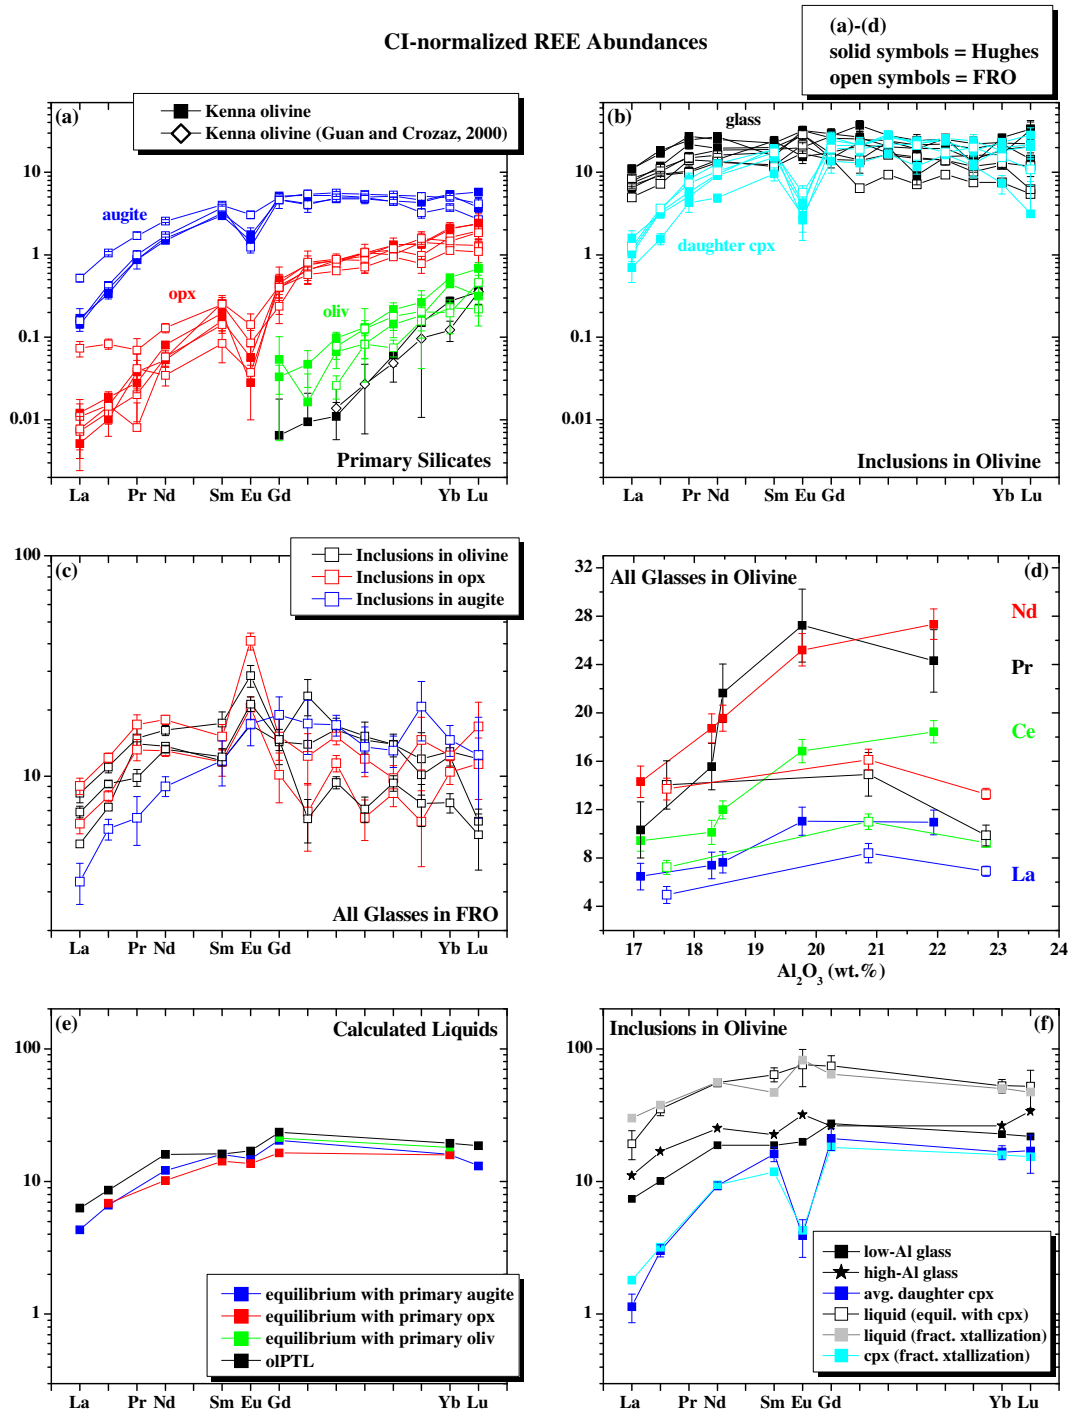 CI-normalized REE Abundances
(a)-(d)
solid symbols = Hughes
open symbols = FRO
(a)
Kenna olivine
Kenna olivine (Guan and Crozaz, 2000)
10
1
0.1
0.01
augite
opx
oliv
Primary Silicates
La Pr Nd Sm Eu Gd Yb Lu
(b)
glass
10
1
0.1
0.01
daughter cpx
Inclusions in Olivine
La Pr Nd Sm Eu Gd Yb Lu
(c)
Inclusions in olivine
Inclusions in opx
Inclusions in augite
100
10
All Glasses in FRO
La Pr Nd Sm Eu Gd Yb Lu
All Glasses in Olivine
(d)
32
28
24
20
16
12
8
4
Nd
Pr
Ce
La
17 18 19 20 21 22 23 24
Al₂O₃ (wt.%)
(e)
Calculated Liquids
100
10
1
equilibrium with primary augite
equilibrium with primary opx
equilibrium with primary oliv
olPTL
La Pr Nd Sm Eu Gd Yb Lu
Inclusions in Olivine
(f)
100
10
1
low-Al glass
high-Al glass
avg. daughter cpx
liquid (equil. with cpx)
liquid (fract. xtallization)
cpx (fract. xtallization)
La Pr Nd Sm Eu Gd Yb Lu